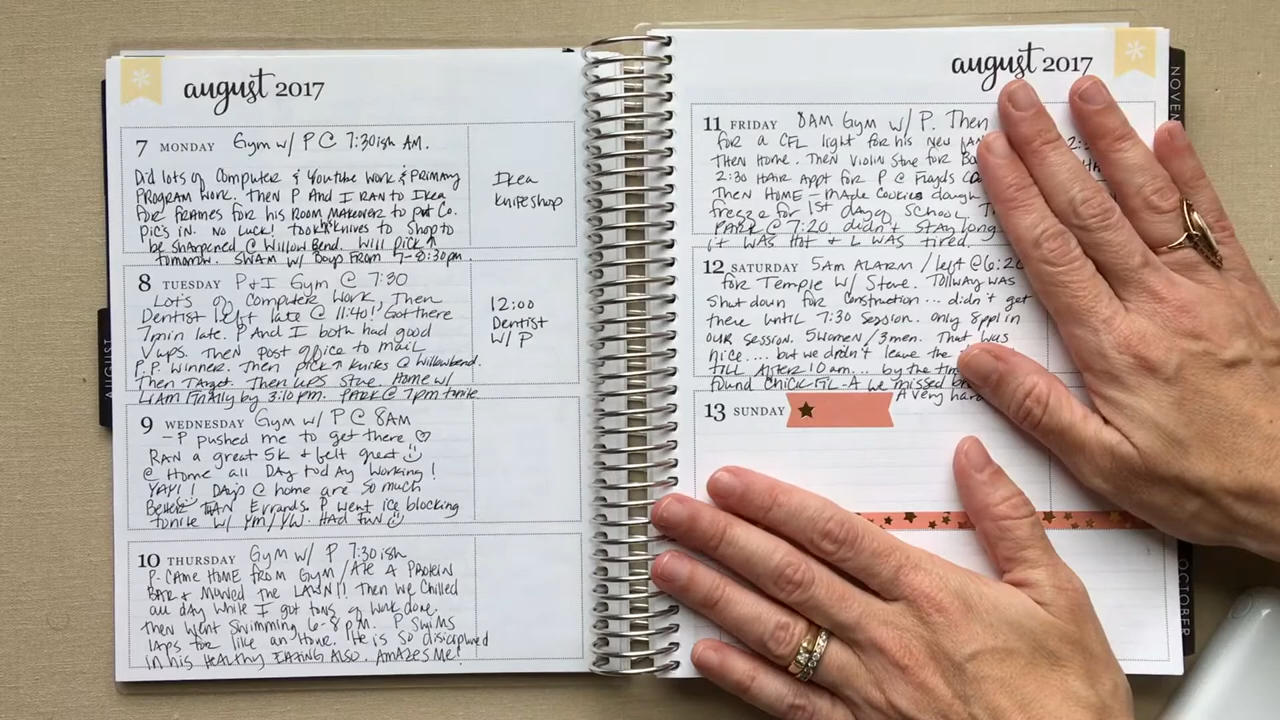 august 2017
7 MONDAY Gym w/ P @ 7:30ish AM.
Did lots of Computer & Youtube Work & Primary
PROGRAM WORK. THEN P AND I RAN TO IKEA
FOR FRAMES FOR his ROOM MAKEOVER to put Co.
pic's in. NO LUCK! took knives to Shop to
be SHARPENED @ Willow Bend. Will pick ↑
tomorrow. SWAM W/ Boys FROM 7-8:30pm.
Ikea
Knifeshop
8 TUESDAY P+I Gym @ 7:30
Lot's of Computer Work, Then
Dentist left late @ 11:40! Got there
7min late. P And I both had good
√ups. Then Post office to mail
P.P. WINNER. Then pick ↑ Knifes @ Willowbend.
Then TARget. Then UPS Store. Home w/
Liam Finally by 3:10pm. PARK @ 7pm tonite.
12:00
Dentist
W/ P
9 WEDNESDAY Gym w/ P @ 8AM
- P pushed me to get there ♡
RAN a great 5K + felt great ☺
@ Home all DAY today Working!
YAY!! Days @ home are SO much
Better THAN Errands. P went ice blocking
tonite w/ YM/YW. HAD fun ☺
10 THURSDAY Gym w/ P 7:30ish
P- CAME HOME FROM Gym / Ate A PROTEIN
BAR + Mowed the LAWN!! Then we Chilled
all day While I got tons of Work done.
then went Swimming 6-8pm. P Swims
laps for like an Hour. He is SO disciplined
in his HEALTHY EATING ALSO. AmAZES Me!
AUGUST
august 2017
11 FRIDAY 8AM Gym w/ P. Then
for a CFL light for his new
Then Home. Then Violin Store for
2:30 HAIR Appt for P @ Floyds
Then HOME - MAde Cookies dough
freeze for 1st day of School.
PARK @ 7:20 didn't stay long
it WAS Hot + L WAS tired.
12 SATURDAY 5am ALARM / left @ 6:20
for Temple w/ Steve. Tollway WAS
Shut down for construction... didn't get
there until 7:30 Session. only 8ppl in
OUR session. 5women/3men. That was
nice.... but we didn't leave the
till AFTER 10am... by the
found CHICK-FIL-A we missed
A very
13 SUNDAY
OCTOBER